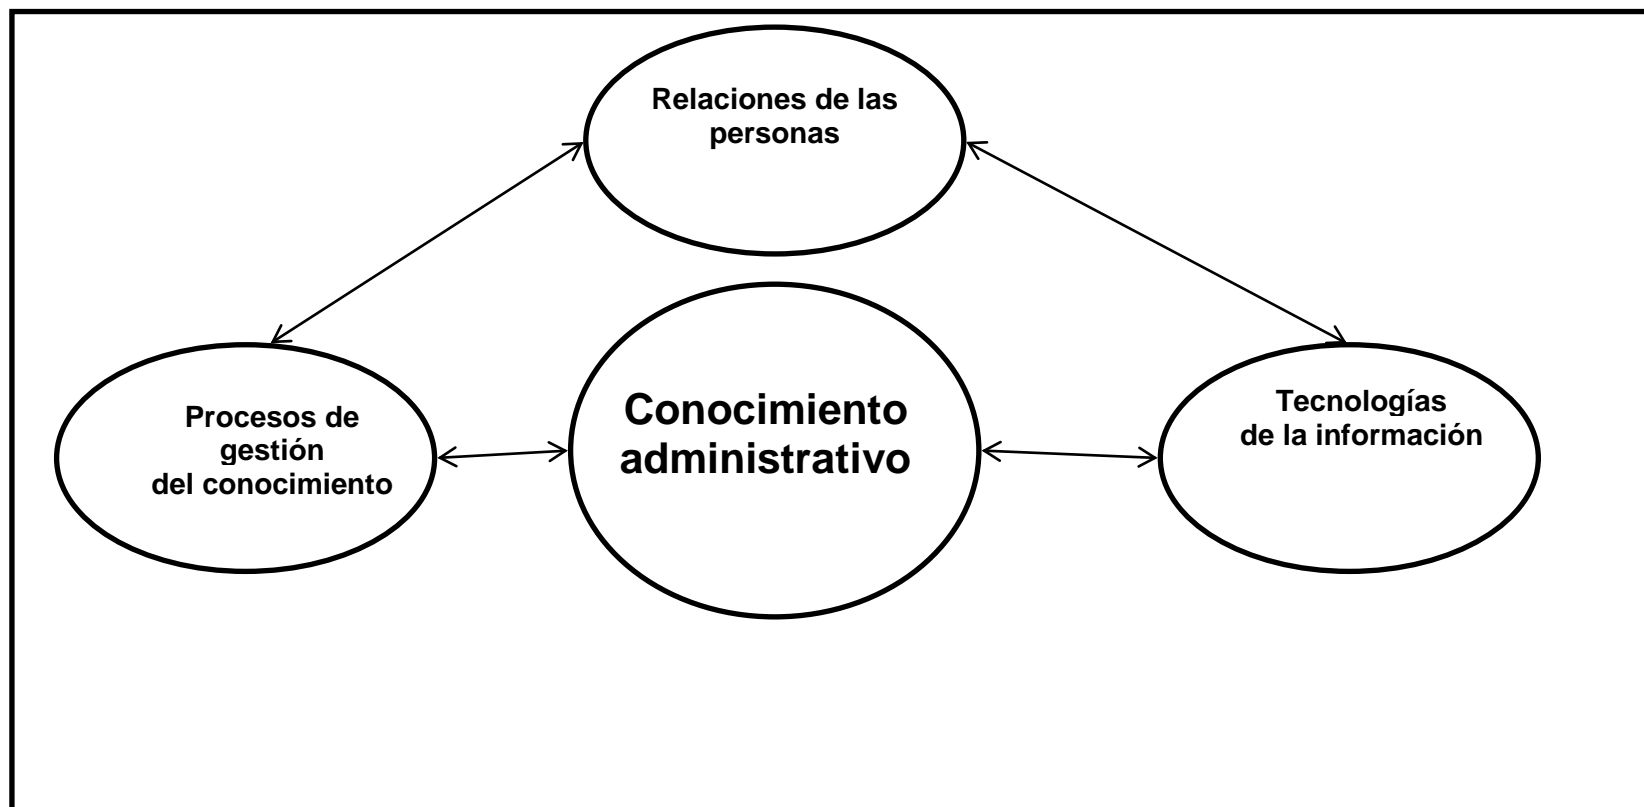 Relaciones de las
personas
Procesos de
gestión
del conocimiento
Conocimiento
administrativo
Tecnologías
de la información